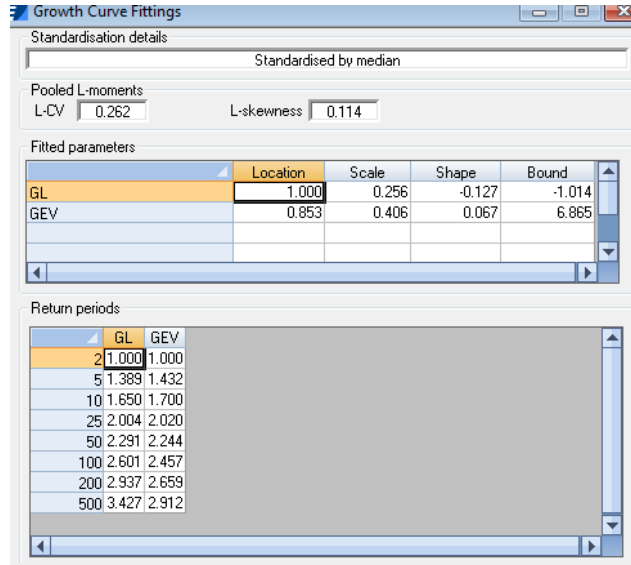 Growth Curve Fittings
Standardisation details
Standardised by median
Pooled L-moments
L-CV 0.262 L-skewness 0.114
Fitted parameters
Location Scale Shape Bound
GL 1.000 0.256 -0.127 -1.014
GEV 0.853 0.406 0.067 6.865
Return periods
GL GEV
2 1.000 1.000
5 1.389 1.432
10 1.650 1.700
25 2.004 2.020
50 2.291 2.244
100 2.601 2.457
200 2.937 2.659
500 3.427 2.912